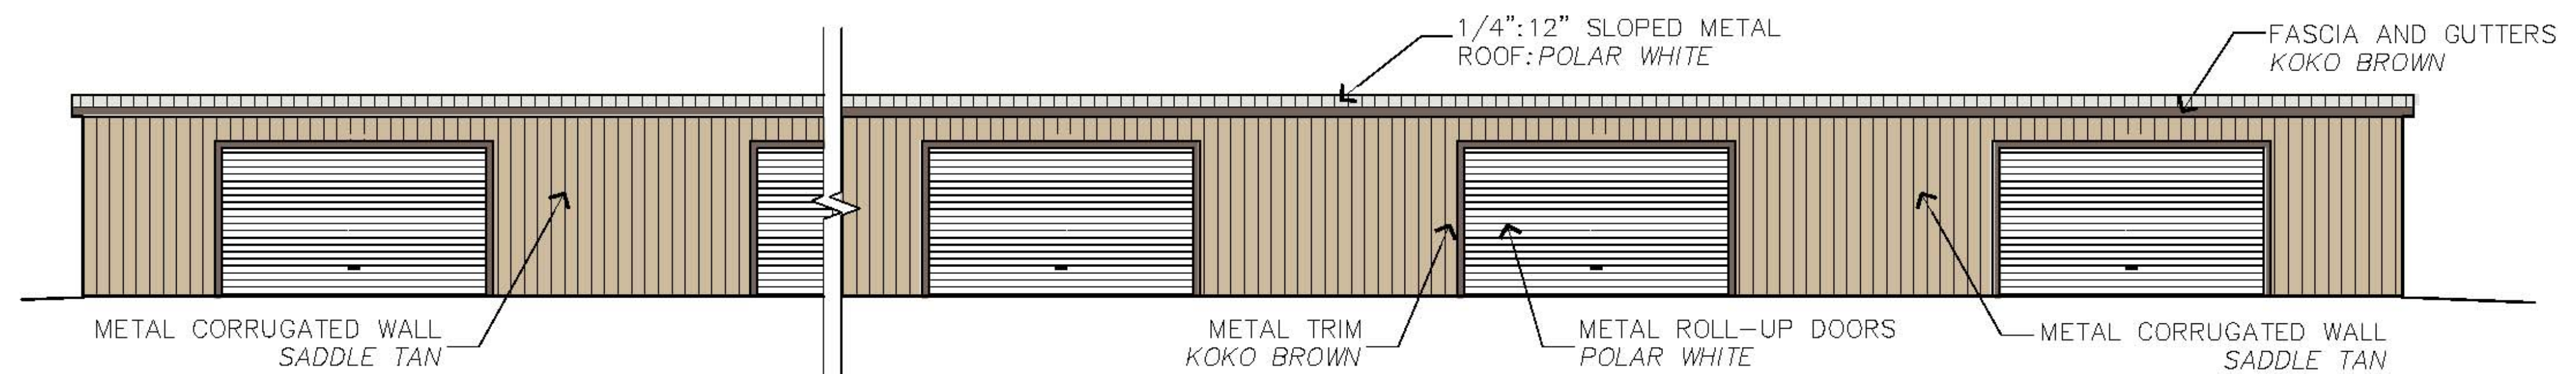 1/4”:12” SLOPED METAL
ROOF: POLAR WHITE
FASCIA AND GUTTERS
KOKO BROWN
METAL CORRUGATED WALL
SADDLE TAN
METAL TRIM
KOKO BROWN
METAL ROLL-UP DOORS
POLAR WHITE
METAL CORRUGATED WALL
SADDLE TAN